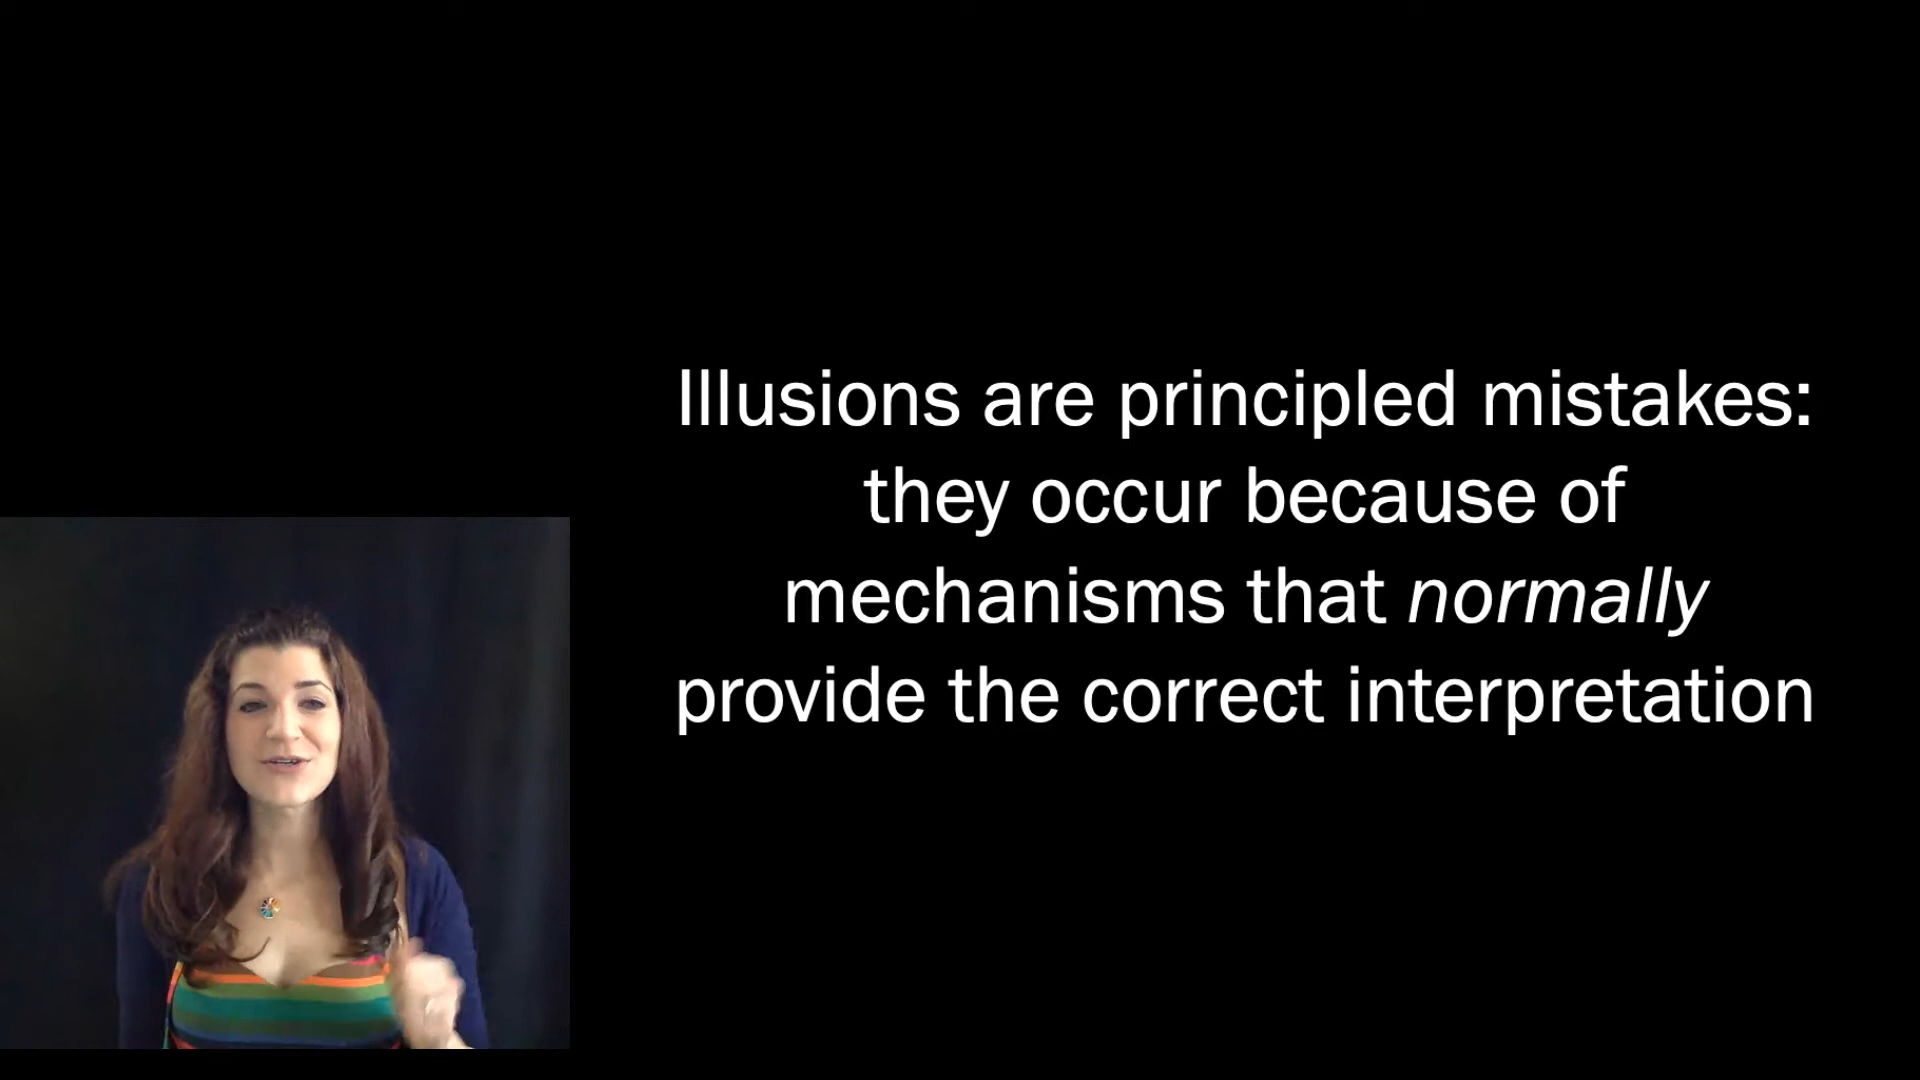 Illusions are principled mistakes:
they occur because of
mechanisms that normally
provide the correct interpretation